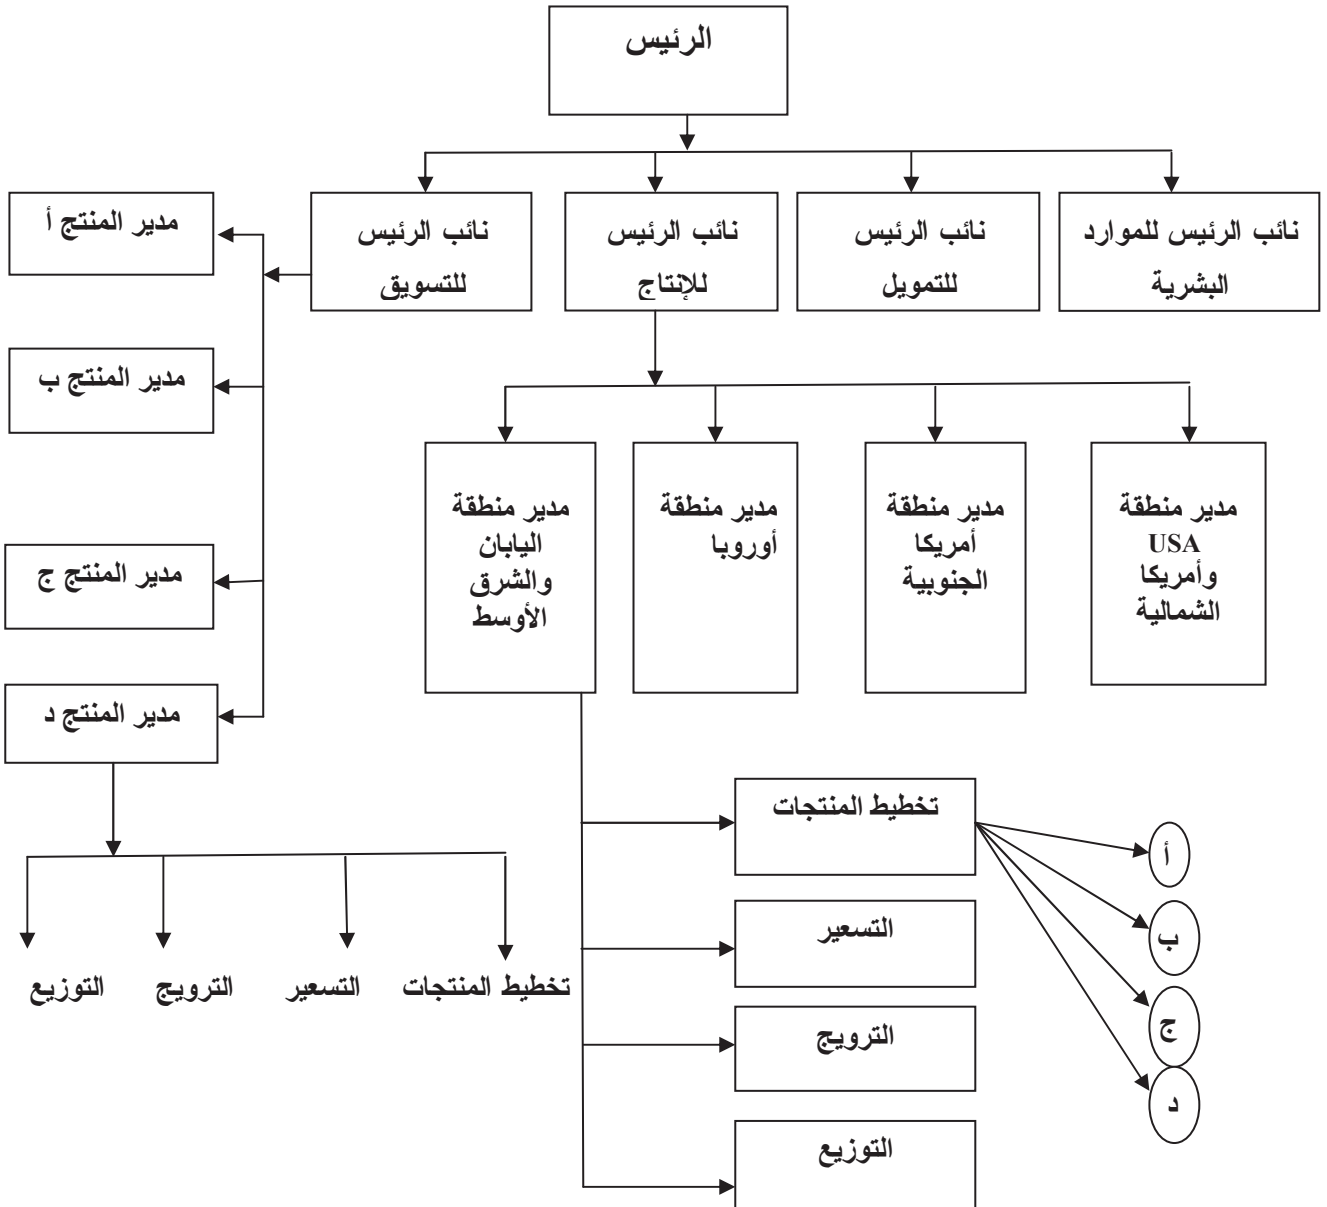 الرئيس
نائب الرئيس للموارد
البشرية
نائب الرئيس
للتمويل
نائب الرئيس
للإنتاج
نائب الرئيس
للتسويق
مدير المنتج أ
مدير المنتج ب
مدير المنتج ج
مدير المنتج د
مدير منطقة
USA
وأمريكا
الشمالية
مدير منطقة
أمريكا
الجنوبية
مدير منطقة
أوروبا
مدير منطقة
اليابان
والشرق
الأوسط
تخطيط المنتجات
التسعير
الترويج
التوزيع
تخطيط المنتجات
أ
ب
ج
د
التسعير
الترويج
التوزيع